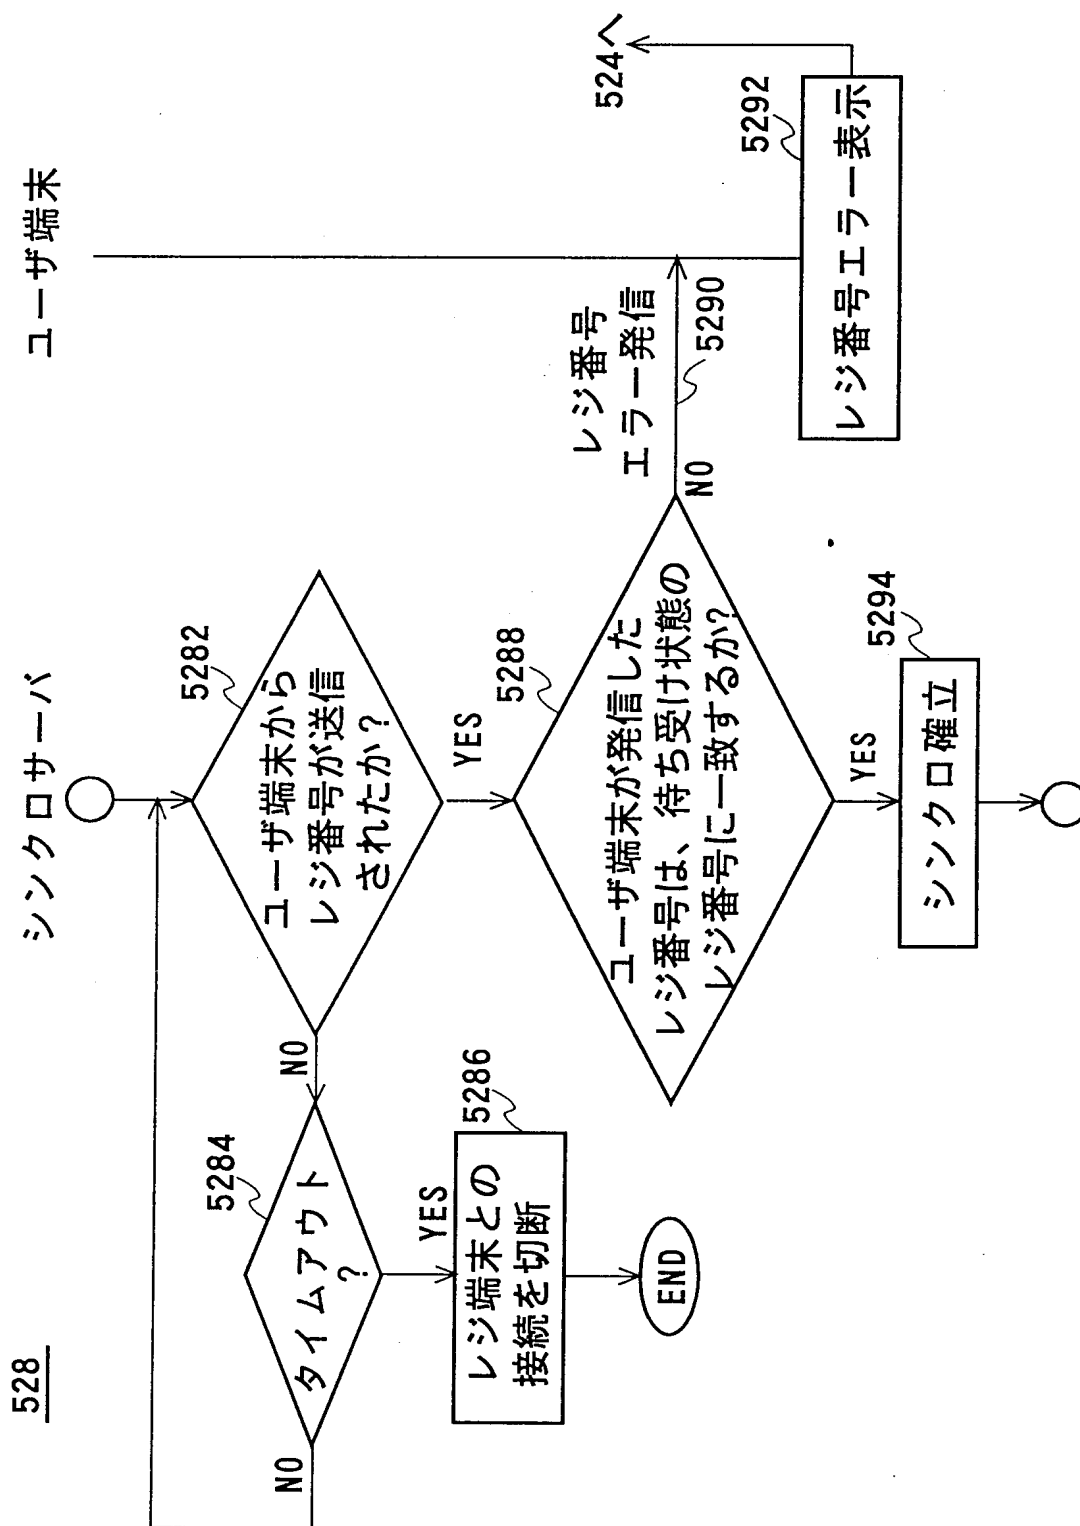 528
シンクロサーバ
ユーザ端末
5282
ユーザ端末から
レジ番号が送信
されたか?
NO
YES
5284
タイムアウト
?
NO
YES
5286
レジ端末との
接続を切断
END
5288
ユーザ端末が発信した
レジ番号は、待ち受け状態の
レジ番号に一致するか?
NO
YES
レジ番号
エラー発信
5290
524へ
5292
レジ番号エラー表示
5294
シンクロ確立